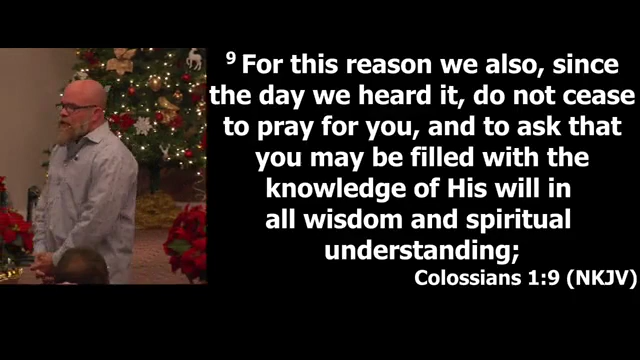 ⁹ For this reason we also, since
the day we heard it, do not cease
to pray for you, and to ask that
you may be filled with the
knowledge of His will in
all wisdom and spiritual
understanding;
Colossians 1:9 (NKJV)